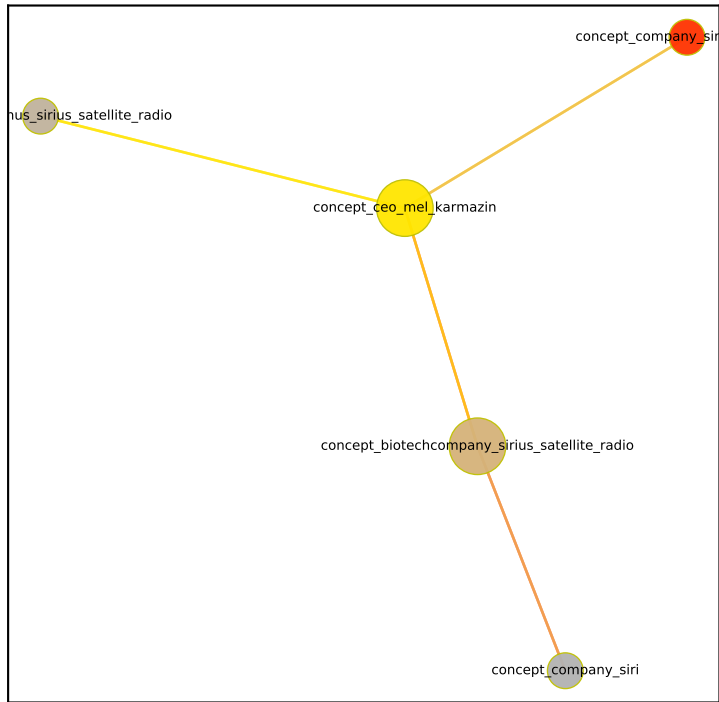 concept_company_sir
nus_sirius_satellite_radio
concept_ceo_mel_karmazin
concept_biotechcompany_sirius_satellite_radio
concept_company_siri